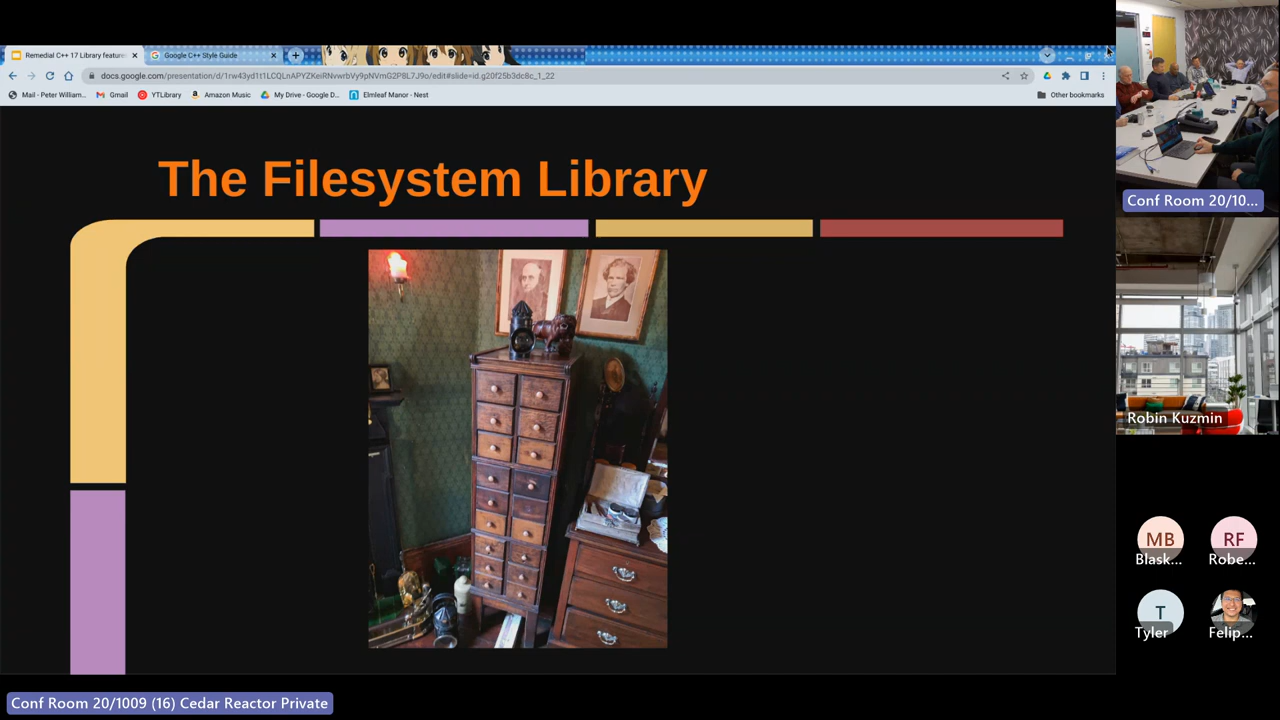 Remedial C++ 17 Library feature
Google C++ Style Guide
docs.google.com/presentation/d/1rw43yd1t1LCQLnAPYZKeiRNvwrbVy9pNVmG2P8L7J9o/edit#slide=id.g20f25b3dc8c_1_22
Mail - Peter William...
Gmail
YTLibrary
Amazon Music
My Drive - Google D...
Elmleaf Manor - Nest
Other bookmarks
The Filesystem Library
Conf Room 20/10...
Robin Kuzmin
MB
Blask...
RF
Robe...
T
Tyler
Felip...
Conf Room 20/1009 (16) Cedar Reactor Private